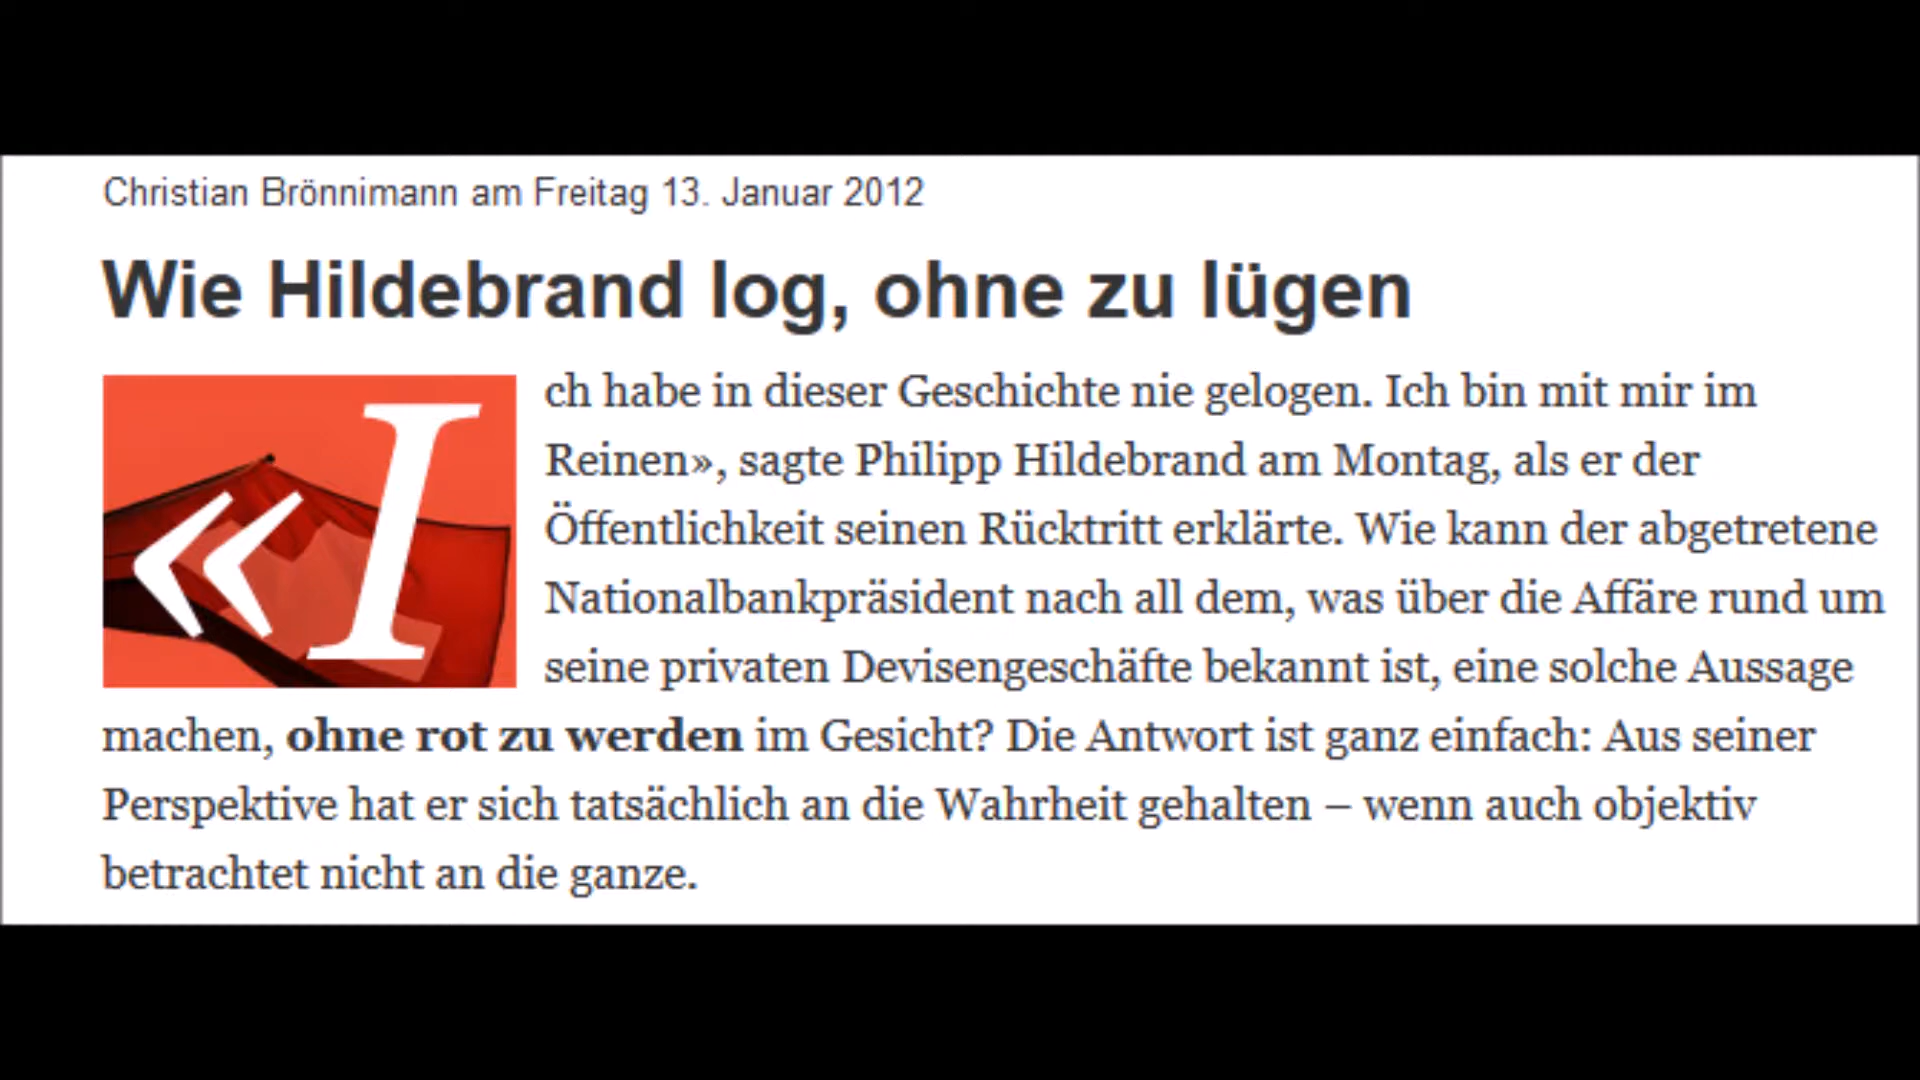 Christian Brönnimann am Freitag 13. Januar 2012
Wie Hildebrand log, ohne zu lügen
«Ich habe in dieser Geschichte nie gelogen. Ich bin mit mir im
Reinen», sagte Philipp Hildebrand am Montag, als er der
Öffentlichkeit seinen Rücktritt erklärte. Wie kann der abgetretene
Nationalbankpräsident nach all dem, was über die Affäre rund um
seine privaten Devisengeschäfte bekannt ist, eine solche Aussage
machen, ohne rot zu werden im Gesicht? Die Antwort ist ganz einfach: Aus seiner
Perspektive hat er sich tatsächlich an die Wahrheit gehalten – wenn auch objektiv
betrachtet nicht an die ganze.